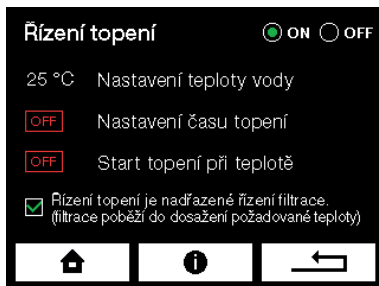 Řízení topení ON OFF
25 °C Nastavení teploty vody
OFF Nastavení času topení
OFF Start topení při teplotě
Řízení topení je nadřazené řízení filtrace.
(filtrace poběží do dosažení požadované teploty)